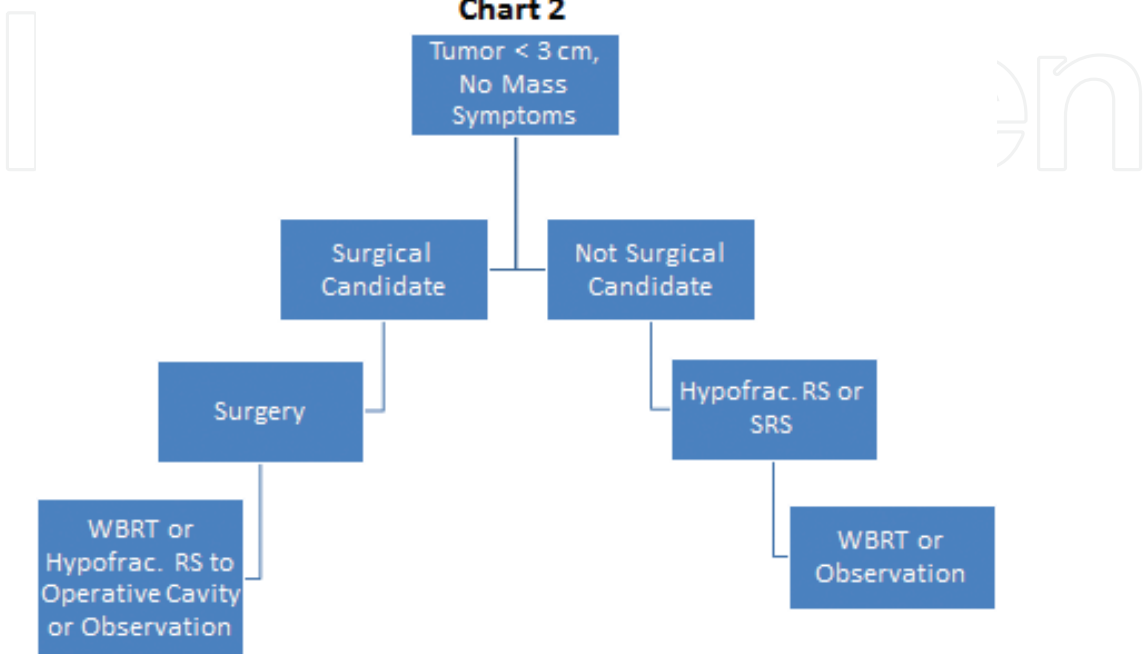 Chart 2
Tumor < 3 cm,
No Mass
Symptoms
Surgical
Candidate
Not Surgical
Candidate
Surgery
Hypofrac. RS or
SRS
WBRT or
Hypofrac. RS to
Operative Cavity
or Observation
WBRT or
Observation